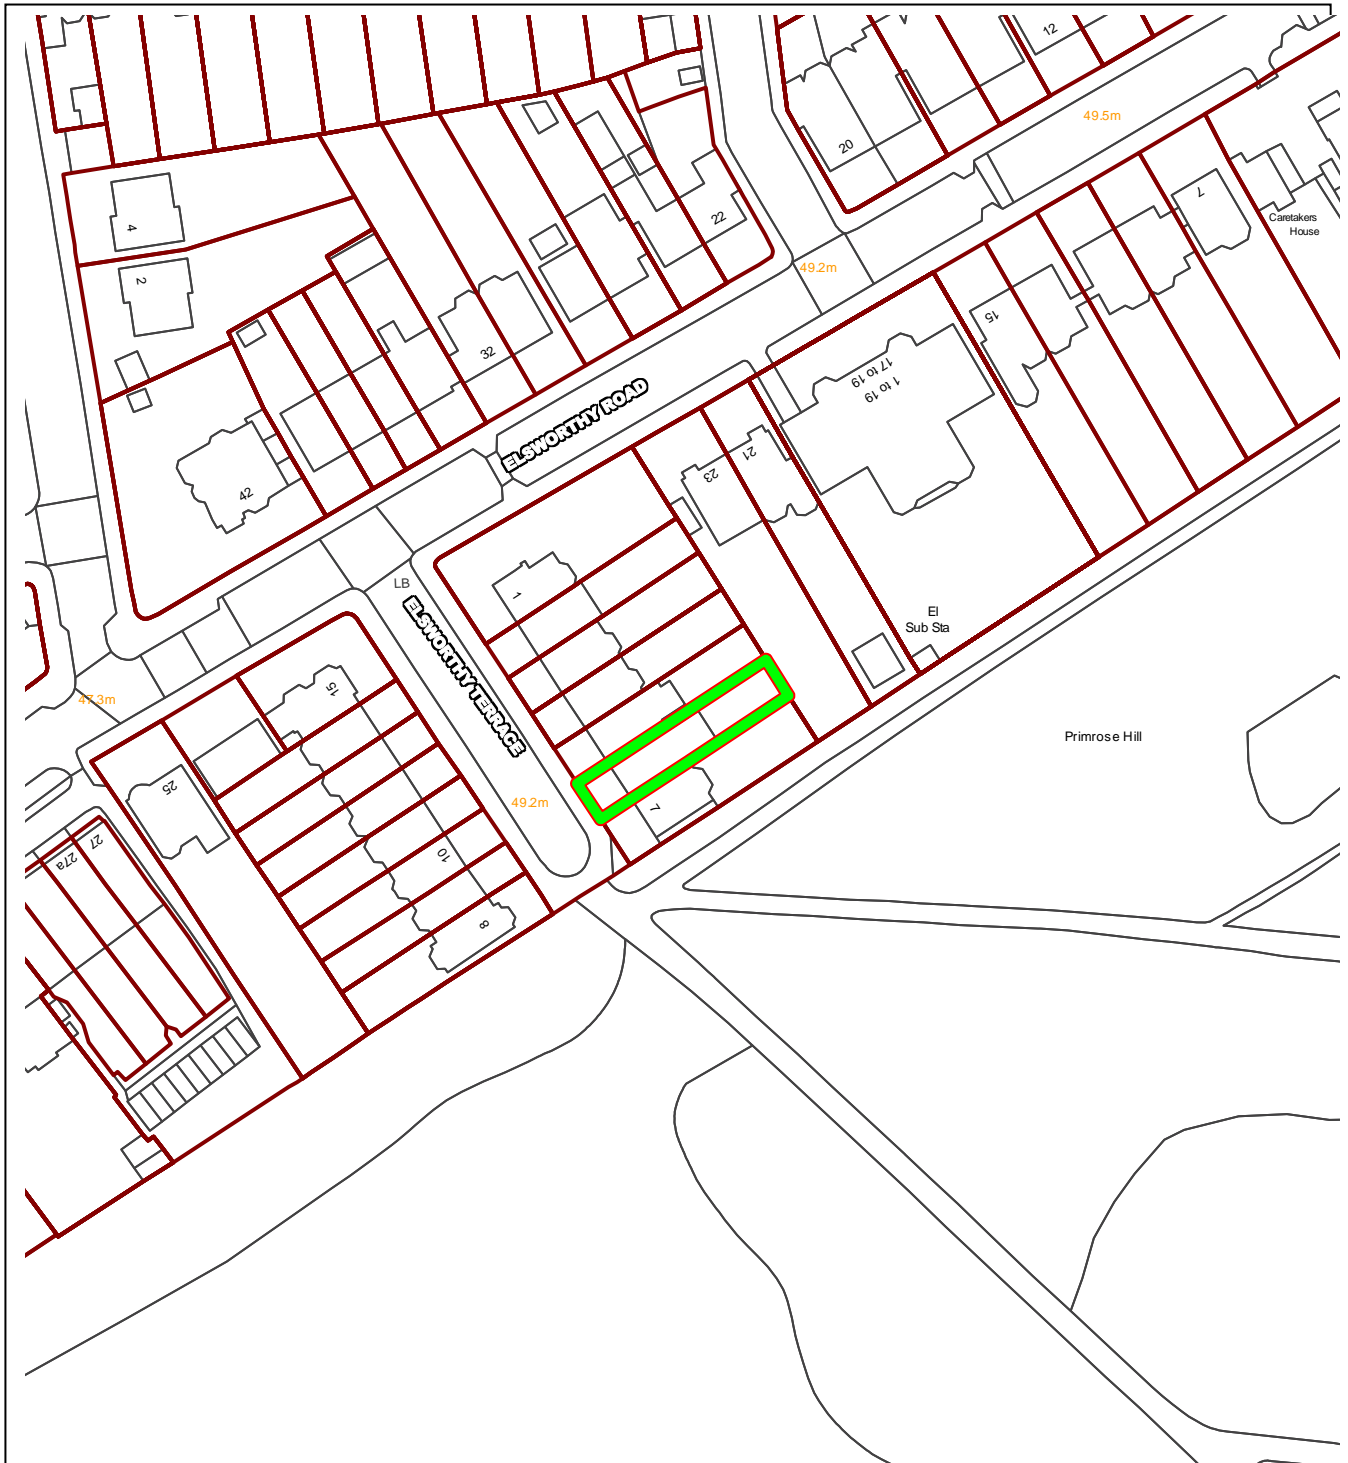 12
49.5m
20
7
4
22
Caretakers
House
49.2m
2
15
32
17 to 19
1 to 19
ELSWORTHY ROAD
21
23
42
LB
1
ELSWORTHY TERRACE
El
Sub Sta
15
47.3m
Primrose Hill
25
49.2m
7
27
27a
10
8